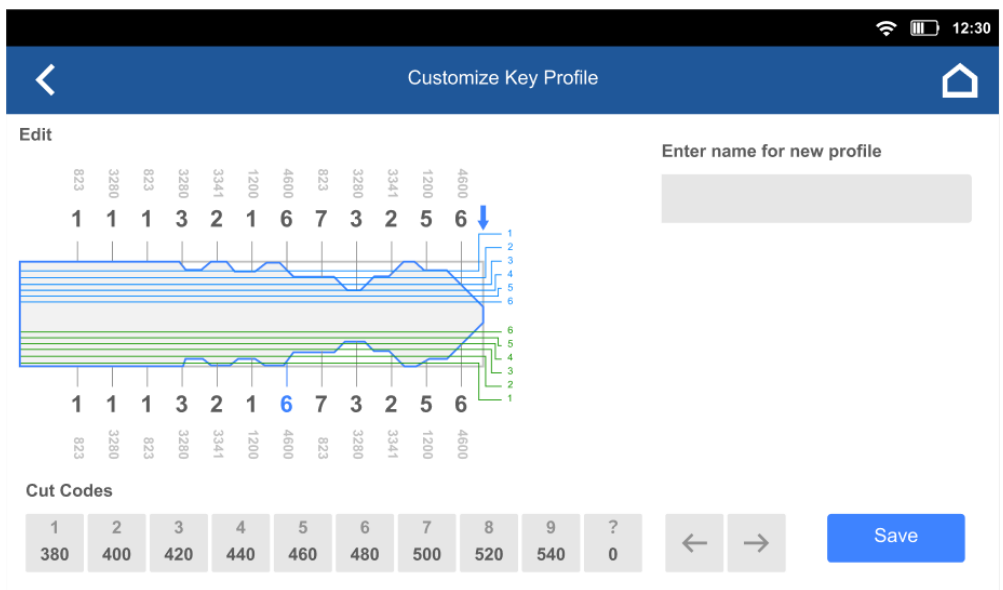 12:30
Customize Key Profile
Edit
Enter name for new profile
823 3280 823 3280 3341 1200 4600 823 3280 3341 1200 4600
1 1 1 3 2 1 6 7 3 2 5 6
1
2
3
4
5
6
6
5
4
3
2
1
1 1 1 3 2 1 6 7 3 2 5 6
823 3280 823 3280 3341 1200 4600 823 3280 3341 1200 4600
Cut Codes
1 2 3 4 5 6 7 8 9 ?
380 400 420 440 460 480 500 520 540 0
← →
Save